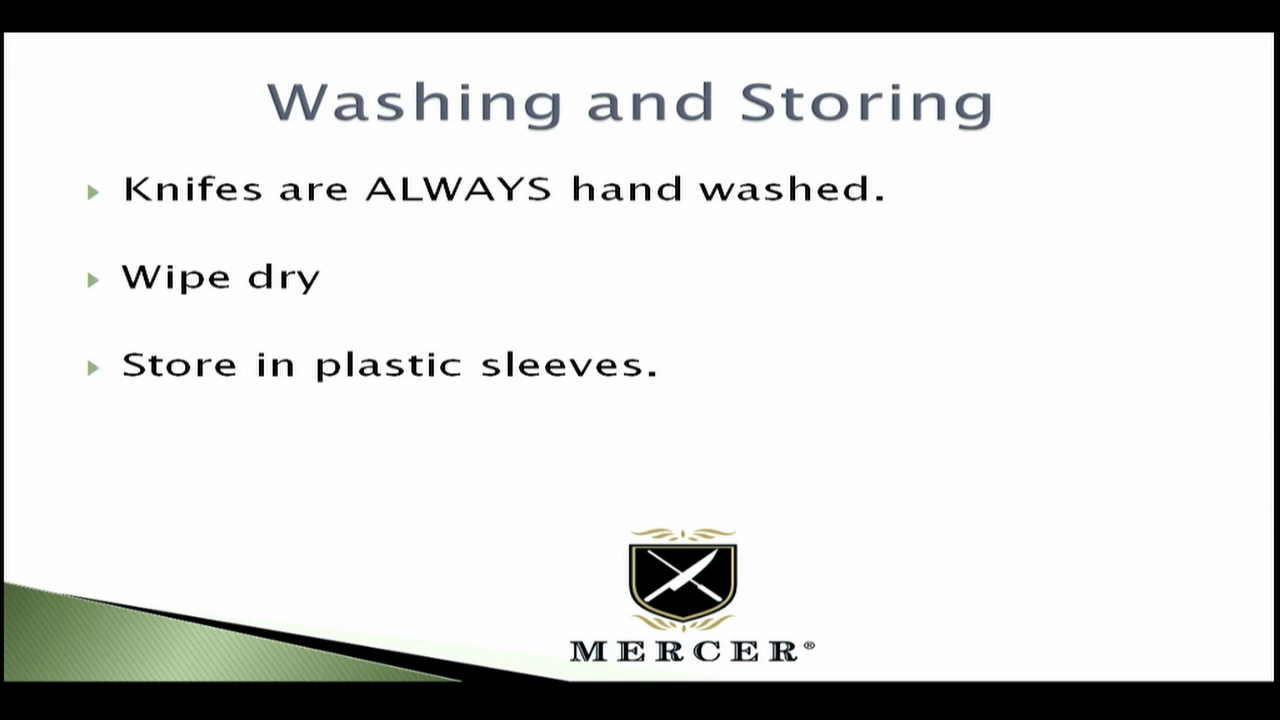 Washing and Storing
Knifes are ALWAYS hand washed.
Wipe dry
Store in plastic sleeves.
MERCER®